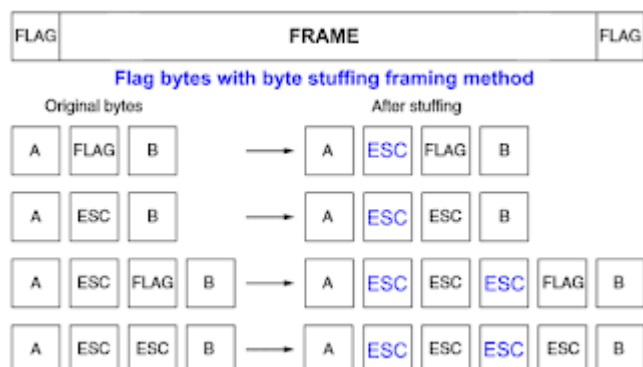 FLAG FRAME FLAG
Flag bytes with byte stuffing framing method
Original bytes After stuffing
A FLAG B A ESC FLAG B
A ESC B A ESC ESC B
A ESC FLAG B A ESC ESC ESC FLAG B
A ESC ESC B A ESC ESC ESC ESC B